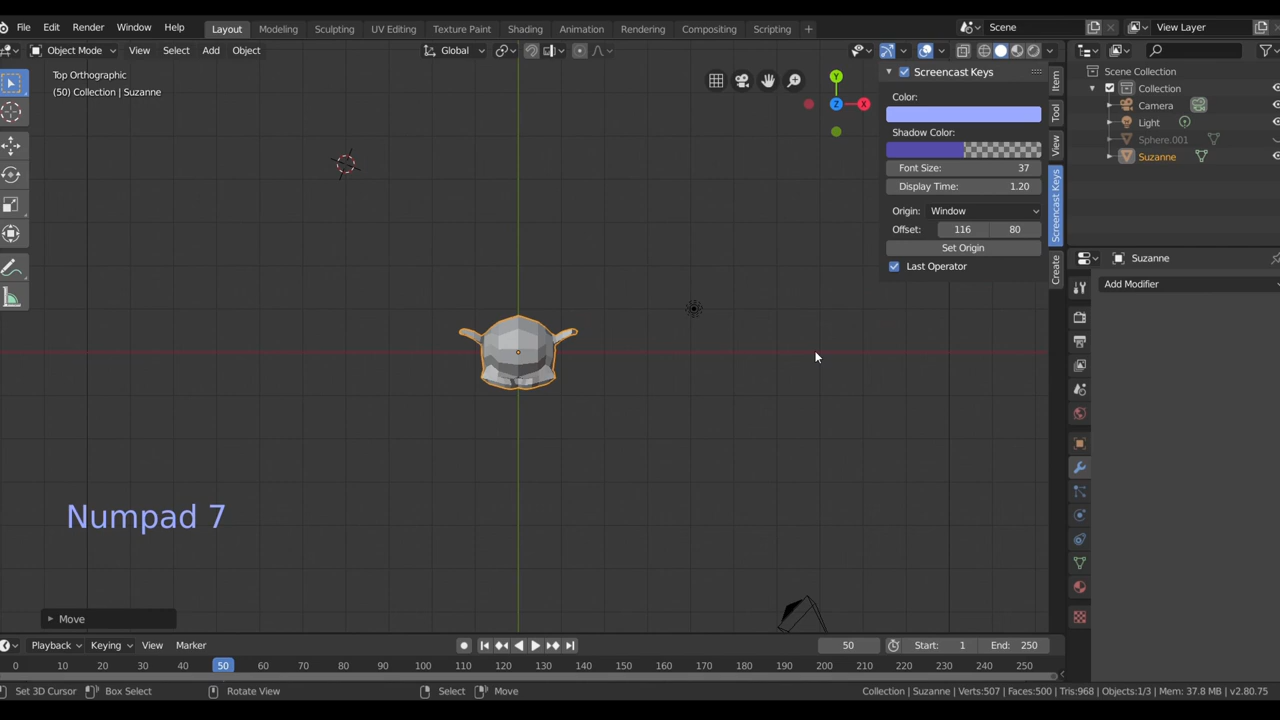 File Edit Render Window Help Layout Modeling Sculpting UV Editing Texture Paint Shading Animation Rendering Compositing Scripting + Scene View Layer
Object Mode View Select Add Object Global
Top Orthographic
(50) Collection | Suzanne
Y
Z X
Screencast Keys
Color:
Shadow Color:
Font Size: 37
Display Time: 1.20
Origin: Window
Offset: 116 80
Set Origin
Last Operator
Item
Tool
View
Screencast Keys
Create
Scene Collection
Collection
Camera
Light
Sphere.001
Suzanne
Suzanne
Add Modifier
Numpad 7
Move
Playback Keying View Marker 50 Start: 1 End: 250
0 10 20 30 40 50 60 70 80 90 100 110 120 130 140 150 160 170 180 190 200 210 220 230 240 250
Set 3D Cursor Box Select Rotate View Select Move Collection | Suzanne | Verts:507 | Faces:500 | Tris:968 | Objects:1/3 | Mem: 37.8 MB | v2.80.75